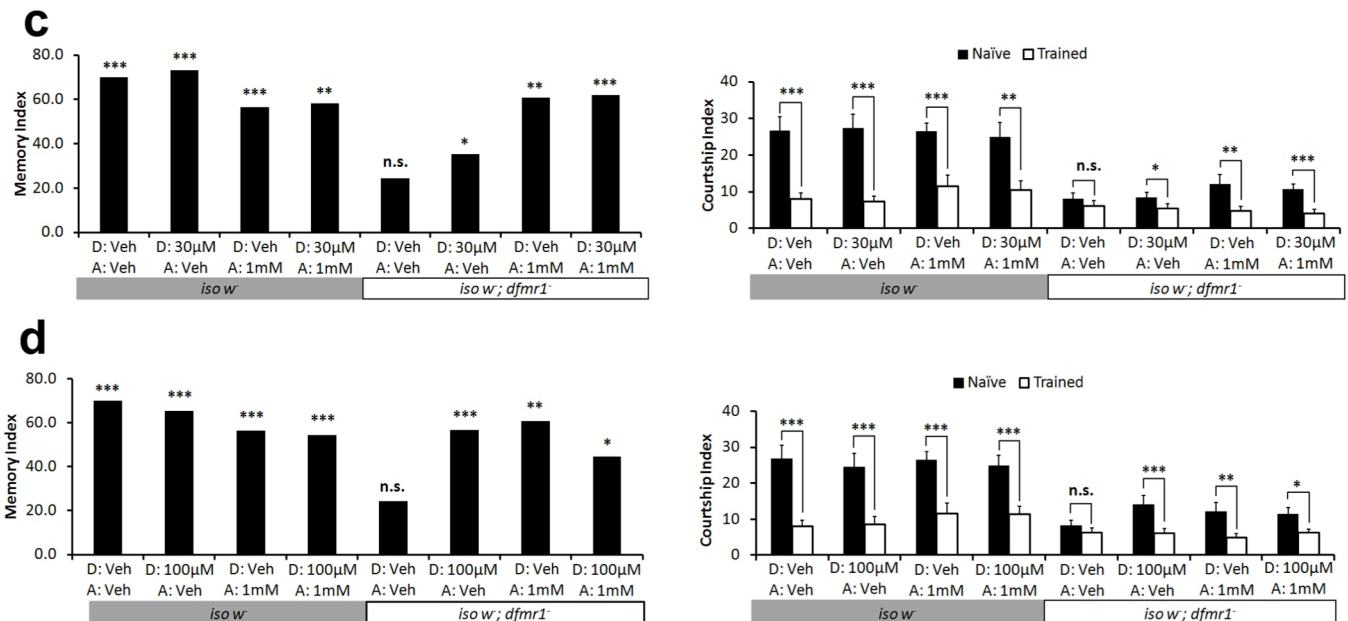 c
80.0
60.0
40.0
20.0
0.0
Memory Index
*** *** *** ** n.s. * ** ***
D: Veh D: 30µM D: Veh D: 30µM D: Veh D: 30µM D: Veh D: 30µM
A: Veh A: Veh A: 1mM A: 1mM A: Veh A: Veh A: 1mM A: 1mM
iso w- iso w-; dfmr1-
Naïve Trained
40
30
20
10
0
Courtship Index
*** *** *** ** n.s. * ** ***
D: Veh D: 30µM D: Veh D: 30µM D: Veh D: 30µM D: Veh D: 30µM
A: Veh A: Veh A: 1mM A: 1mM A: Veh A: Veh A: 1mM A: 1mM
iso w- iso w-; dfmr1-
d
80.0
60.0
40.0
20.0
0.0
Memory Index
*** *** *** *** n.s. *** ** *
D: Veh D: 100µM D: Veh D: 100µM D: Veh D: 100µM D: Veh D: 100µM
A: Veh A: Veh A: 1mM A: 1mM A: Veh A: Veh A: 1mM A: 1mM
iso w- iso w-; dfmr1-
Naïve Trained
40
30
20
10
0
Courtship Index
*** *** *** *** n.s. *** ** *
D: Veh D: 100µM D: Veh D: 100µM D: Veh D: 100µM D: Veh D: 100µM
A: Veh A: Veh A: 1mM A: 1mM A: Veh A: Veh A: 1mM A: 1mM
iso w- iso w-; dfmr1-